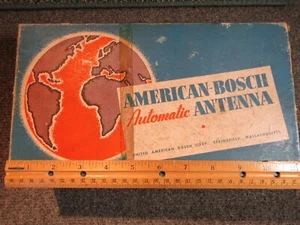 AMERICAN-BOSCH
Automatic ANTENNA
UNITED AMERICAN BOSCH CORP., SPRINGFIELD, MASSACHUSETTS